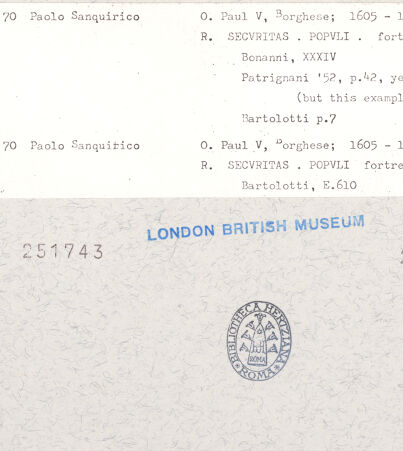 70 Paolo Sanquirico O. Paul V, Borghese; 1605 - 1
R. SECVRITAS . POPVLI . fort
Bonanni, XXXIV
Patrignani '52, p.42, ye
(but this exampl
Bartolotti p.7
70 Paolo Sanquirico O. Paul V, Borghese; 1605 - 1
R. SECVRITAS . POPVLI fortre
Bartolotti, E.610
LONDON BRITISH MUSEUM
251743
BIBLIOTHECA HERTZIANA
ROMA
ROMA